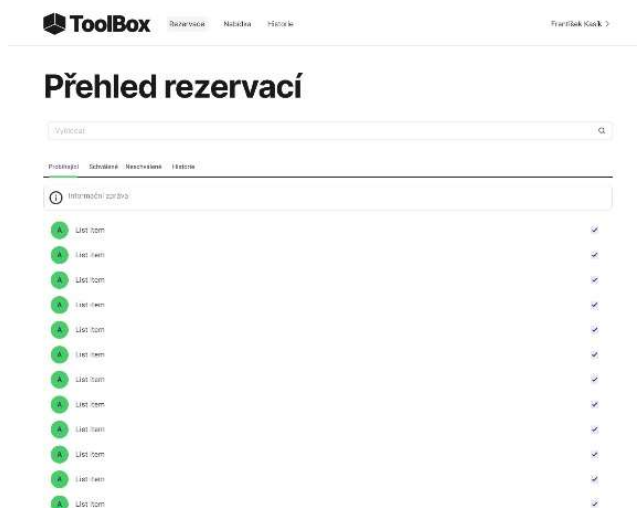 ToolBox Rezervace Nabídka Historie František Kasík >
Přehled rezervací
Vyhledat
Probíhající Schválené Neschválené Historie
Informační zpráva
A List item
A List item
A List item
A List item
A List item
A List item
A List item
A List item
A List item
A List item
A List item
A List item